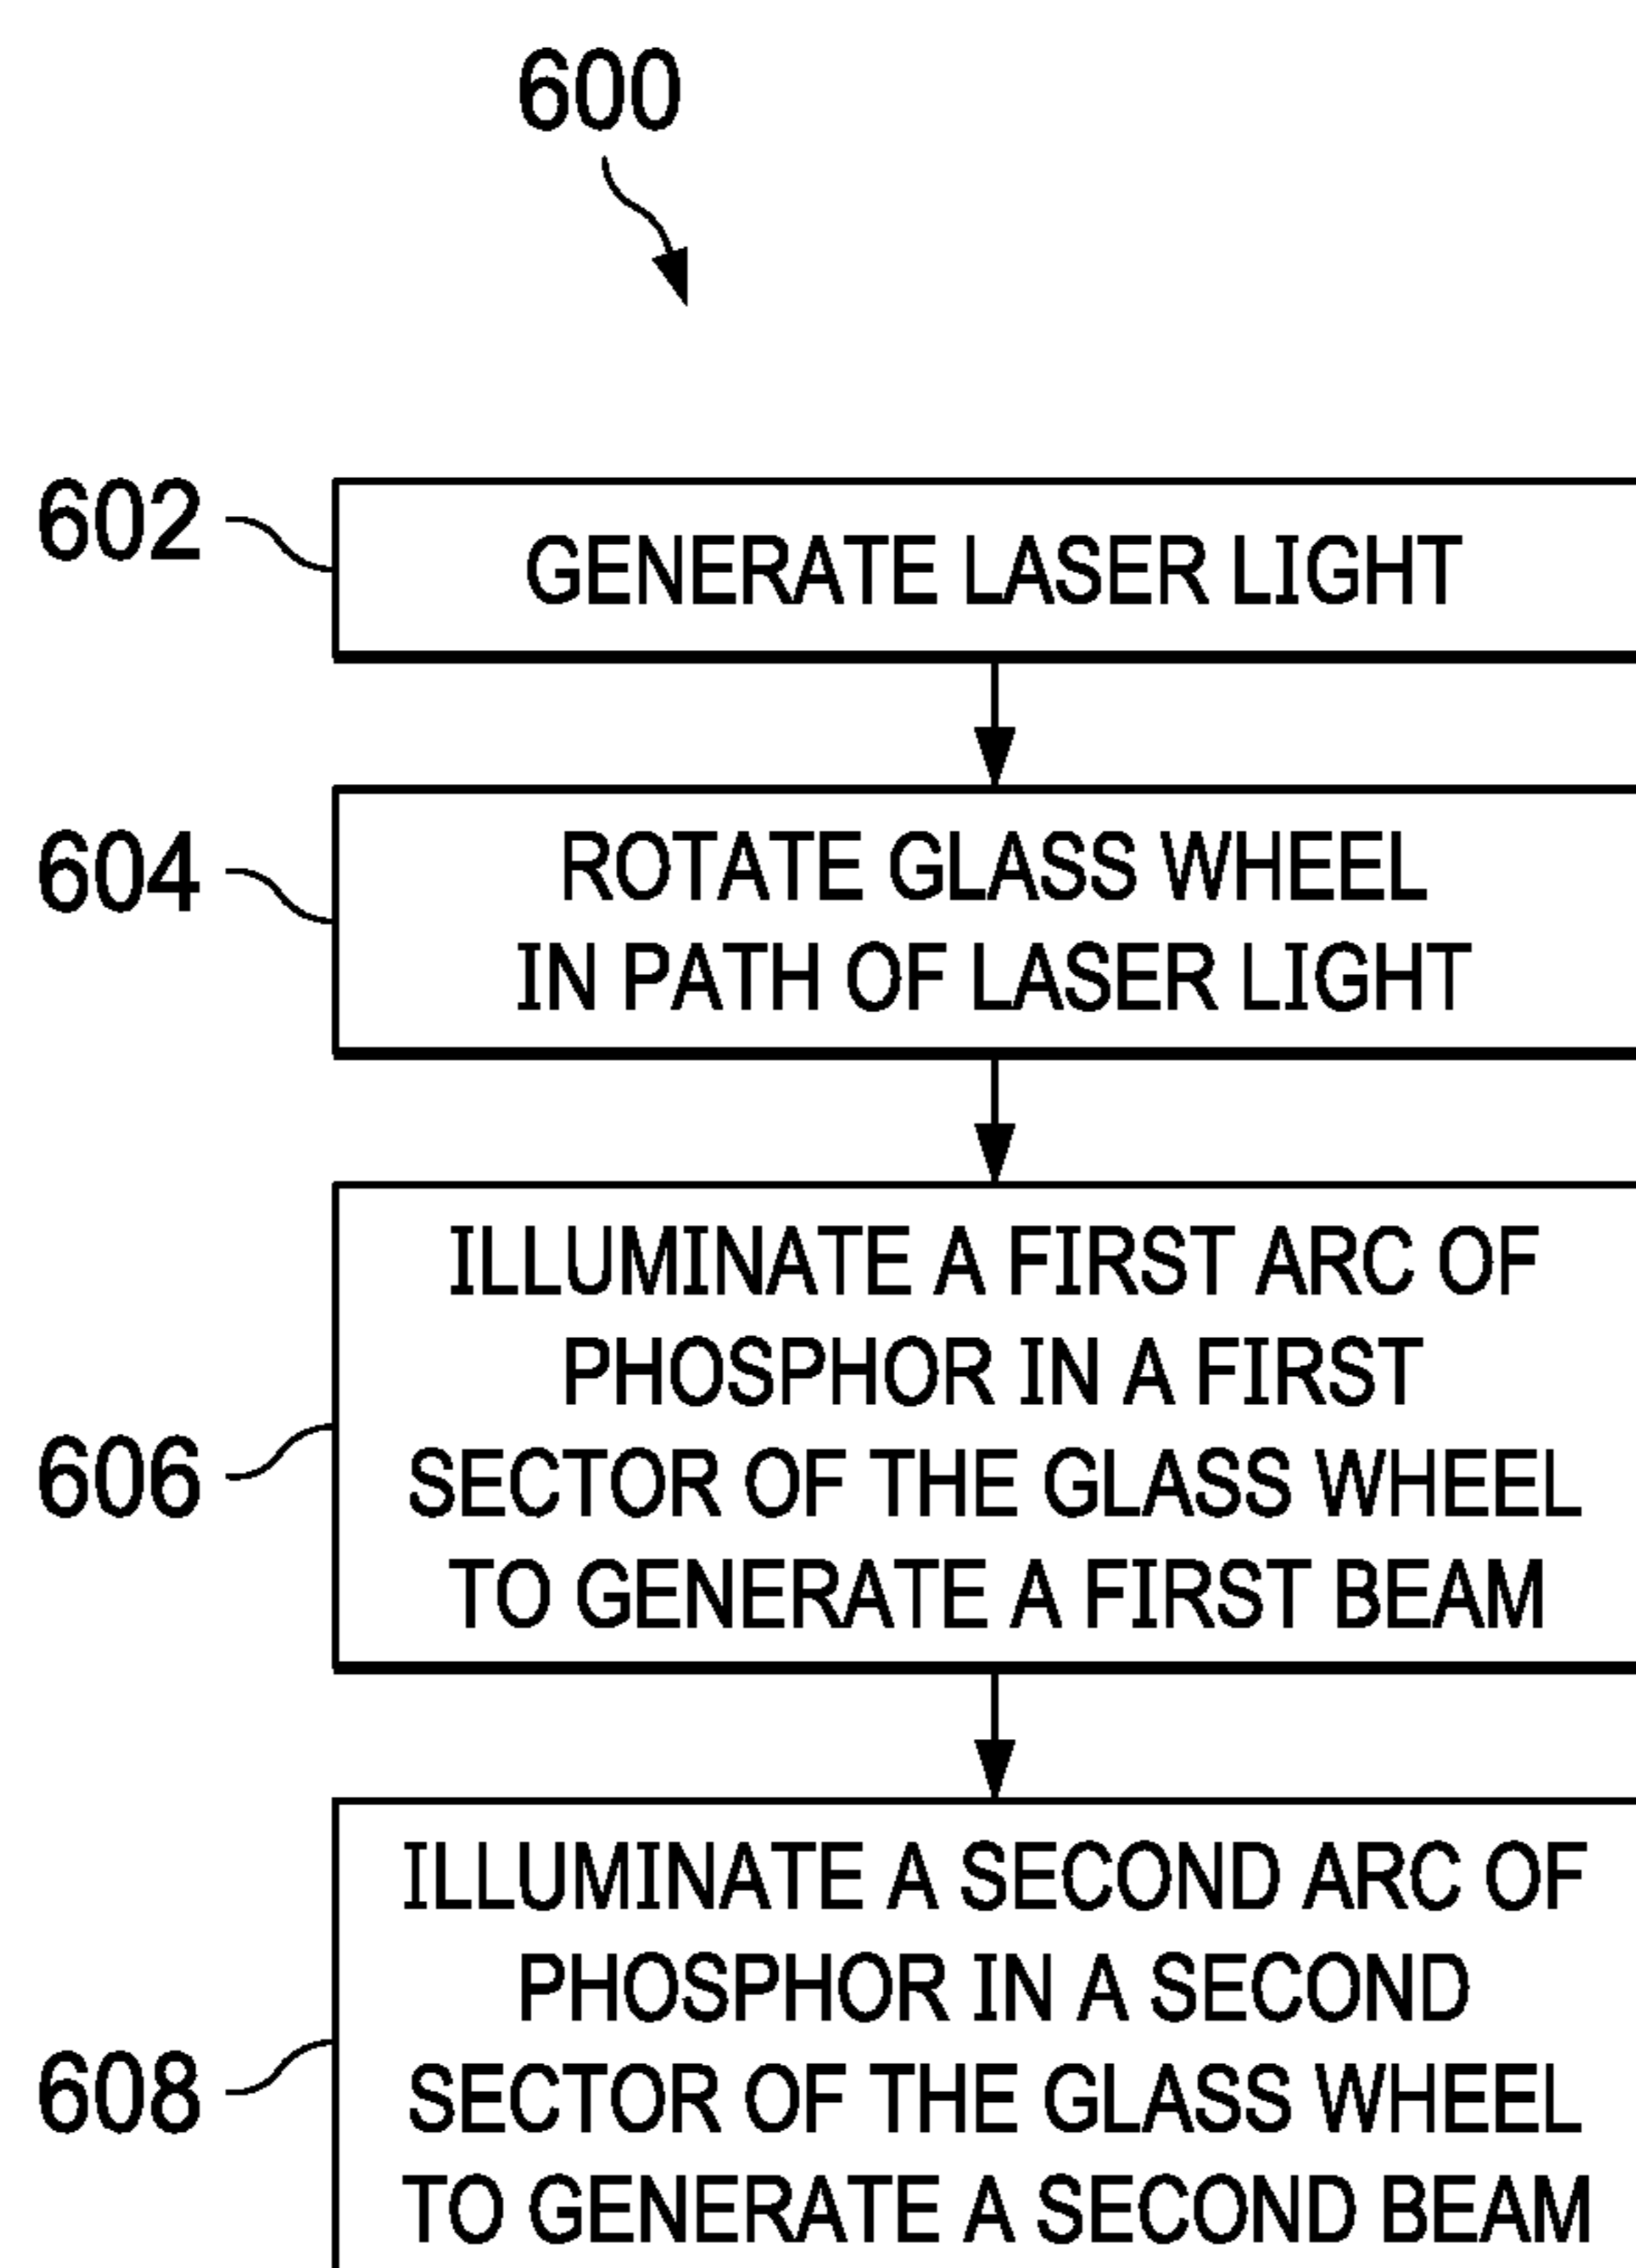 600
602
GENERATE LASER LIGHT
604
ROTATE GLASS WHEEL
IN PATH OF LASER LIGHT
606
ILLUMINATE A FIRST ARC OF
PHOSPHOR IN A FIRST
SECTOR OF THE GLASS WHEEL
TO GENERATE A FIRST BEAM
608
ILLUMINATE A SECOND ARC OF
PHOSPHOR IN A SECOND
SECTOR OF THE GLASS WHEEL
TO GENERATE A SECOND BEAM